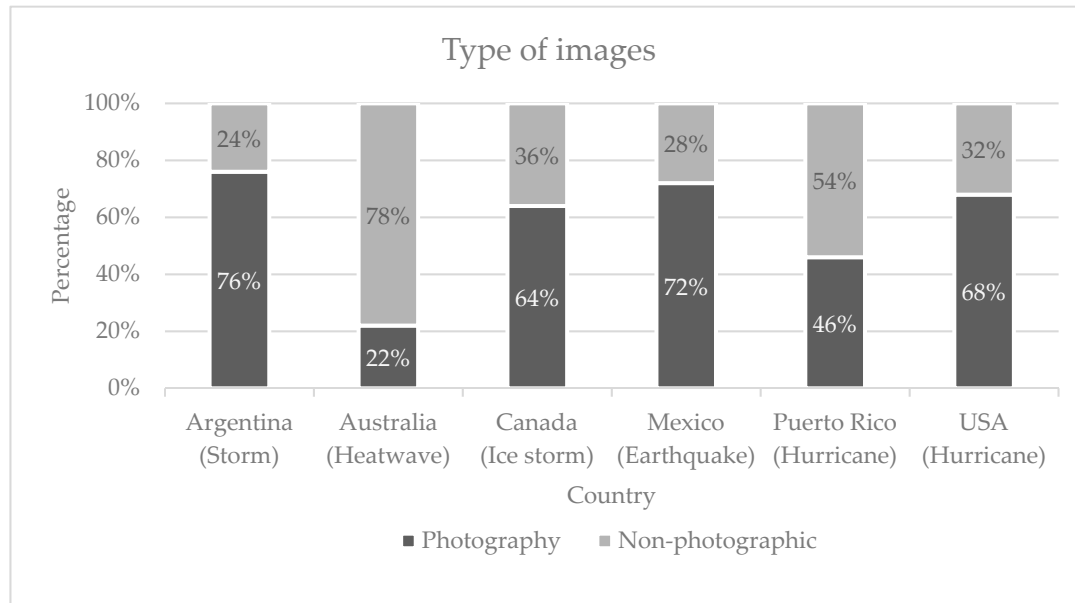 Type of images
100%
80%
60%
40%
20%
0%
Percentage
24%
78%
36%
28%
54%
32%
76%
22%
64%
72%
46%
68%
Argentina
(Storm)
Australia
(Heatwave)
Canada
(Ice storm)
Mexico
(Earthquake)
Puerto Rico
(Hurricane)
USA
(Hurricane)
Country
Photography
Non-photographic